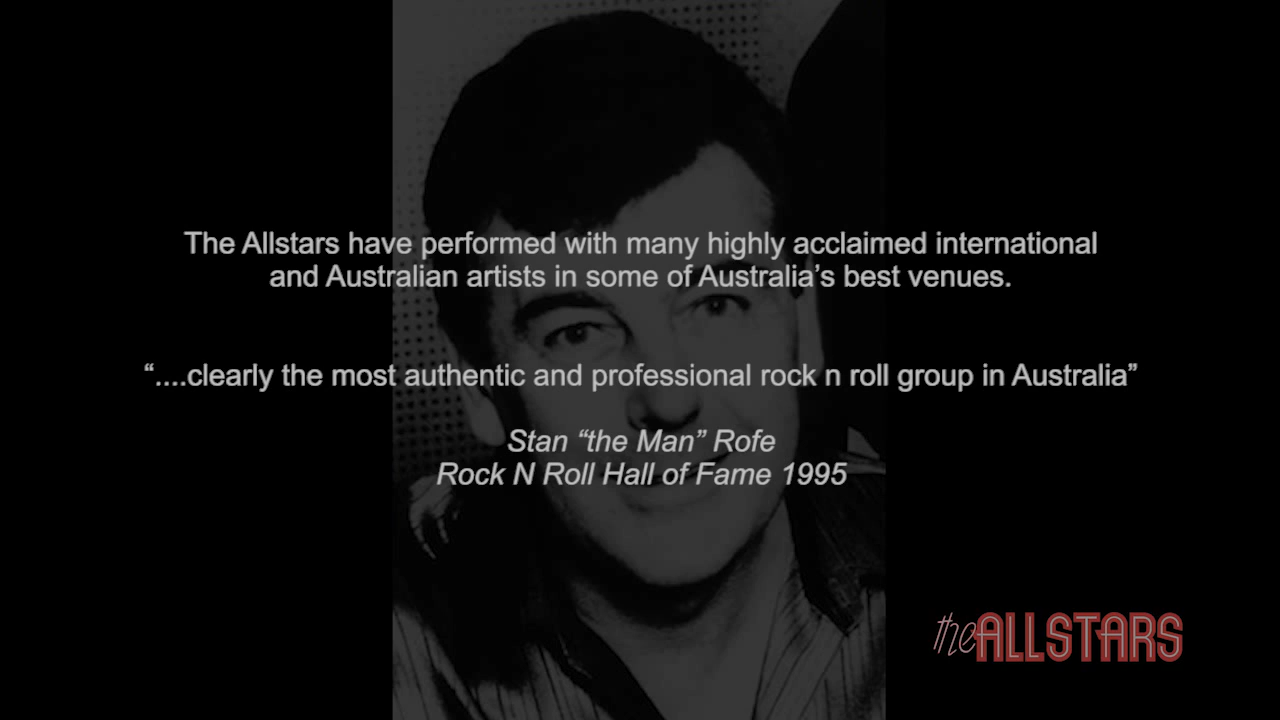 The Allstars have performed with many highly acclaimed international
and Australian artists in some of Australia’s best venues.
“....clearly the most authentic and professional rock n roll group in Australia”
Stan “the Man” Rofe
Rock N Roll Hall of Fame 1995
the ALLSTARS